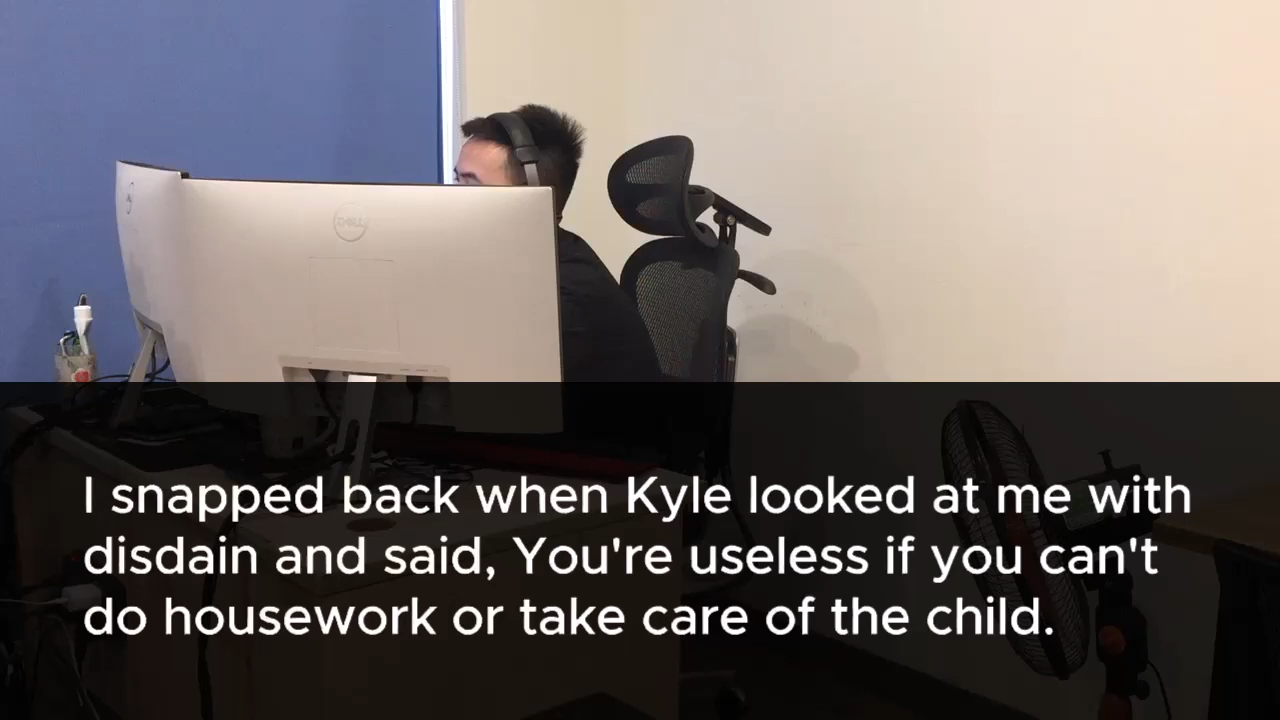 DELL
I snapped back when Kyle looked at me with
disdain and said, You're useless if you can't
do housework or take care of the child.